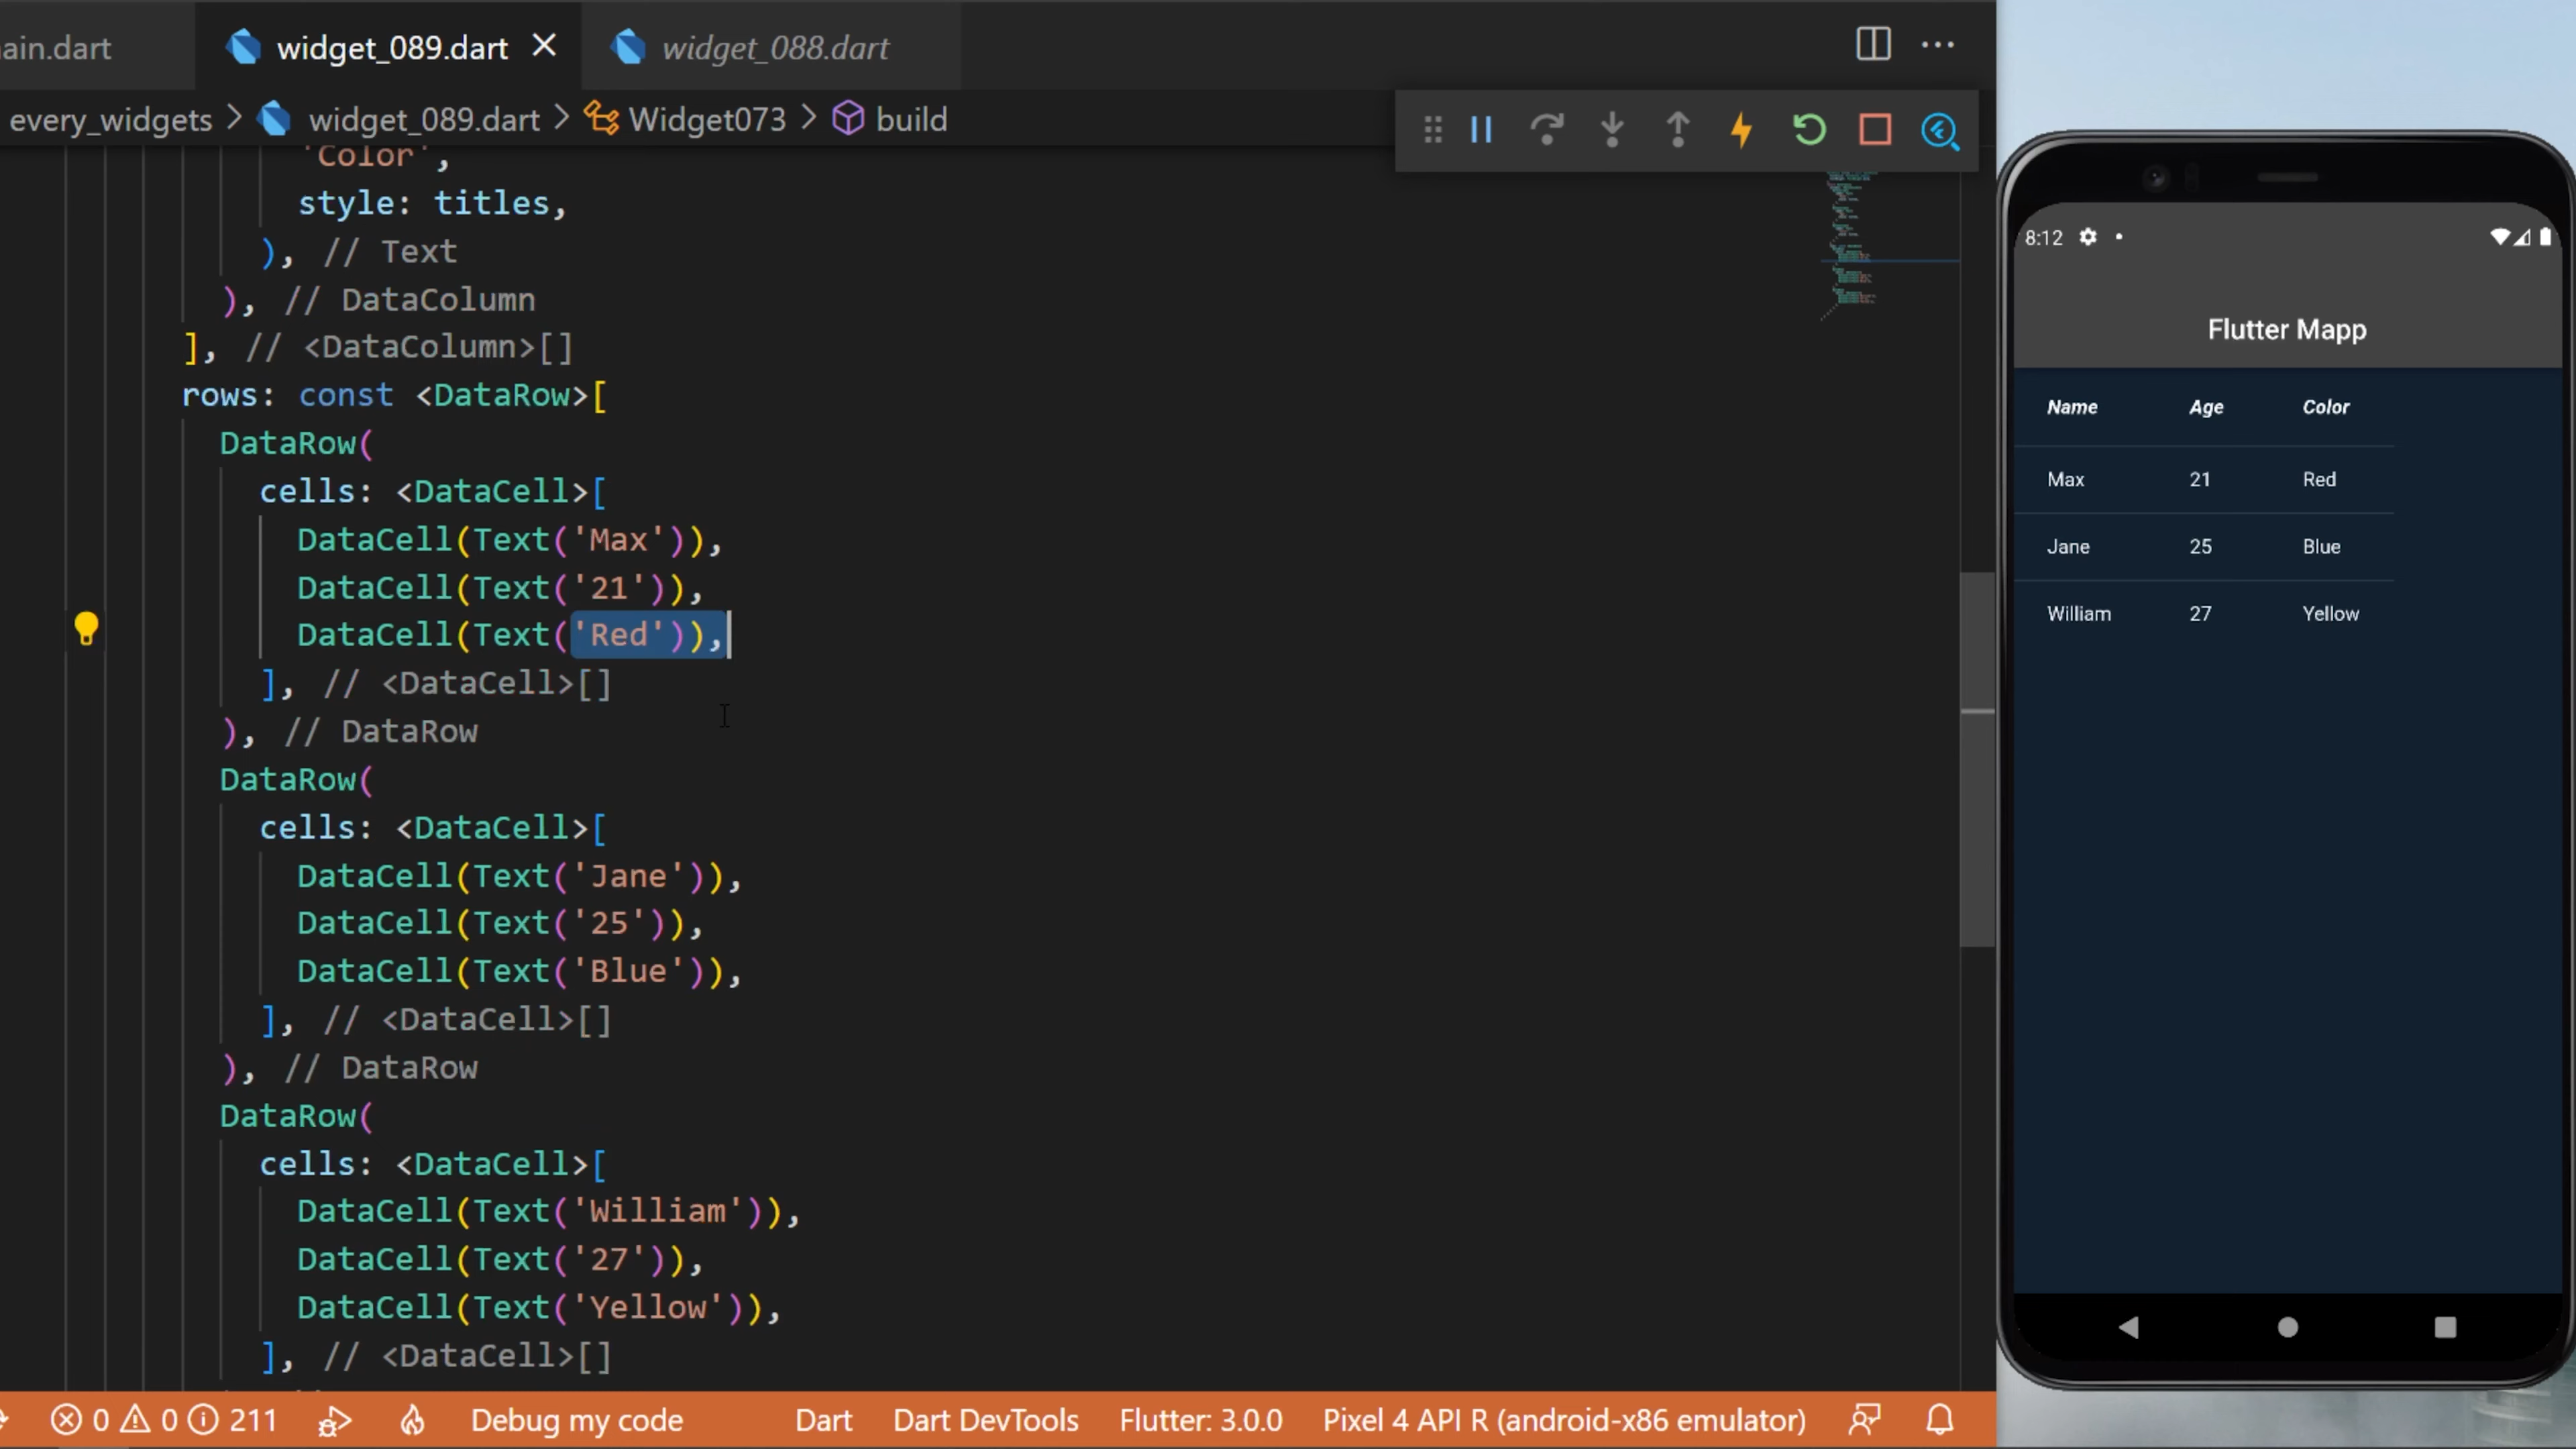 ain.dart
widget_089.dart
widget_088.dart
every_widgets > widget_089.dart > Widget073 > build
'Color',
style: titles,
), // Text
), // DataColumn
], // <DataColumn>[]
rows: const <DataRow>[
DataRow(
cells: <DataCell>[
DataCell(Text('Max')),
DataCell(Text('21')),
DataCell(Text('Red')),
], // <DataCell>[]
), // DataRow
DataRow(
cells: <DataCell>[
DataCell(Text('Jane')),
DataCell(Text('25')),
DataCell(Text('Blue')),
], // <DataCell>[]
), // DataRow
DataRow(
cells: <DataCell>[
DataCell(Text('William')),
DataCell(Text('27')),
DataCell(Text('Yellow')),
], // <DataCell>[]
0 0 211 Debug my code Dart Dart DevTools Flutter: 3.0.0 Pixel 4 API R (android-x86 emulator)
8:12
Flutter Mapp
Name Age Color
Max 21 Red
Jane 25 Blue
William 27 Yellow